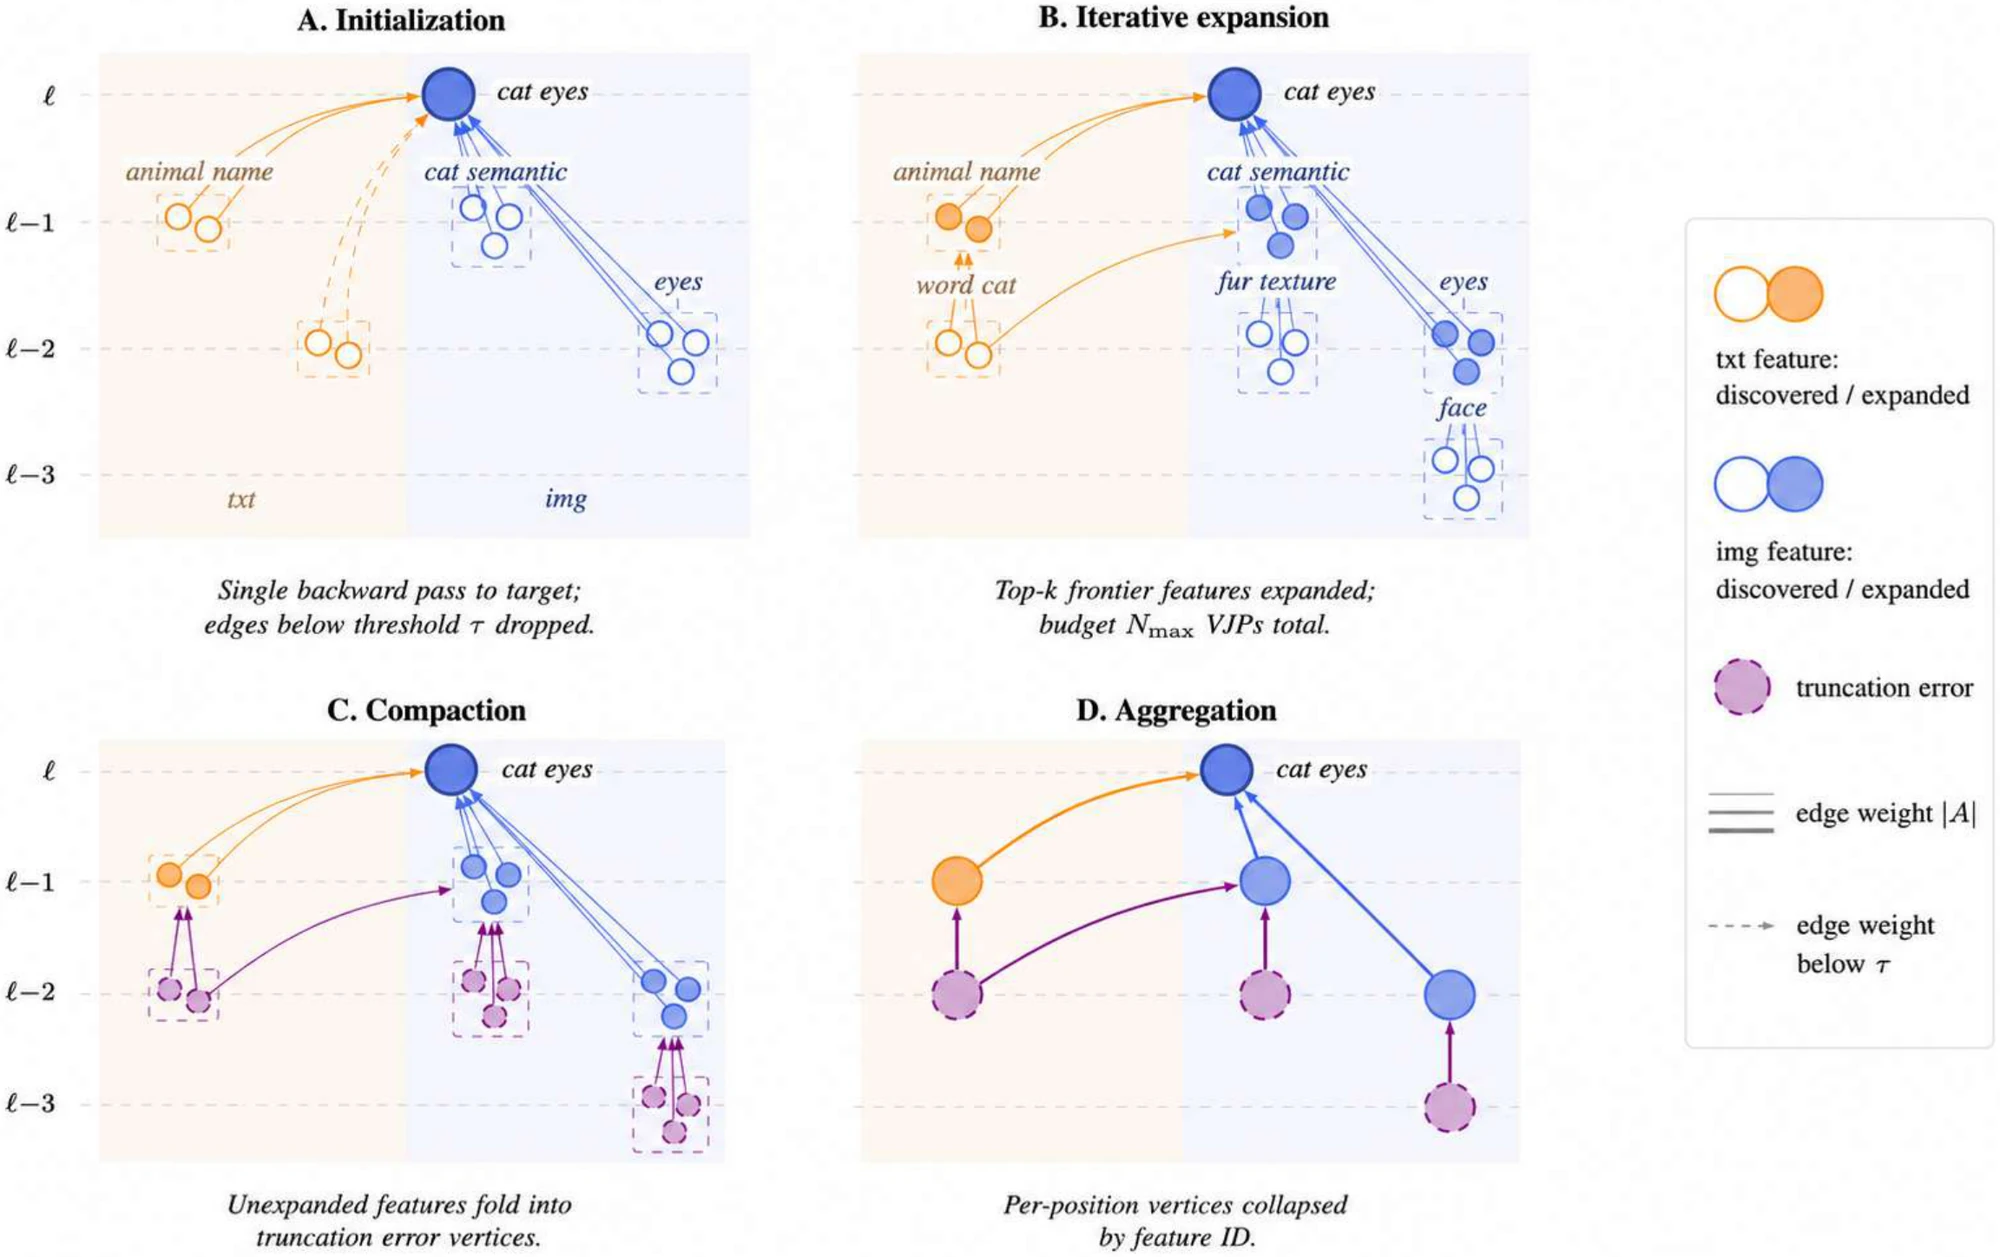 A. Initialization
ℓ
cat eyes
animal name
cat semantic
ℓ−1
eyes
ℓ−2
ℓ−3
txt
img
Single backward pass to target;
edges below threshold τ dropped.
B. Iterative expansion
cat eyes
animal name
cat semantic
word cat
fur texture
eyes
face
Top-k frontier features expanded;
budget Nmax VJPs total.
C. Compaction
ℓ
cat eyes
ℓ−1
ℓ−2
ℓ−3
Unexpanded features fold into
truncation error vertices.
D. Aggregation
cat eyes
Per-position vertices collapsed
by feature ID.
txt feature:
discovered / expanded
img feature:
discovered / expanded
truncation error
edge weight |A|
edge weight
below τ